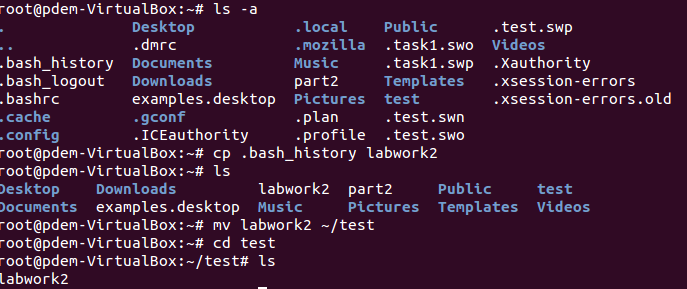 root@pdem-VirtualBox:~# ls -a
. Desktop .local Public .test.swp
.. .dmrc .mozilla .task1.swo Videos
.bash_history Documents Music .task1.swp .Xauthority
.bash_logout Downloads part2 Templates .xsession-errors
.bashrc examples.desktop Pictures test .xsession-errors.old
.cache .gconf .plan .test.swn
.config .ICEauthority .profile .test.swo
root@pdem-VirtualBox:~# cp .bash_history labwork2
root@pdem-VirtualBox:~# ls
Desktop Downloads labwork2 part2 Public test
Documents examples.desktop Music Pictures Templates Videos
root@pdem-VirtualBox:~# mv labwork2 ~/test
root@pdem-VirtualBox:~# cd test
root@pdem-VirtualBox:~/test# ls
labwork2